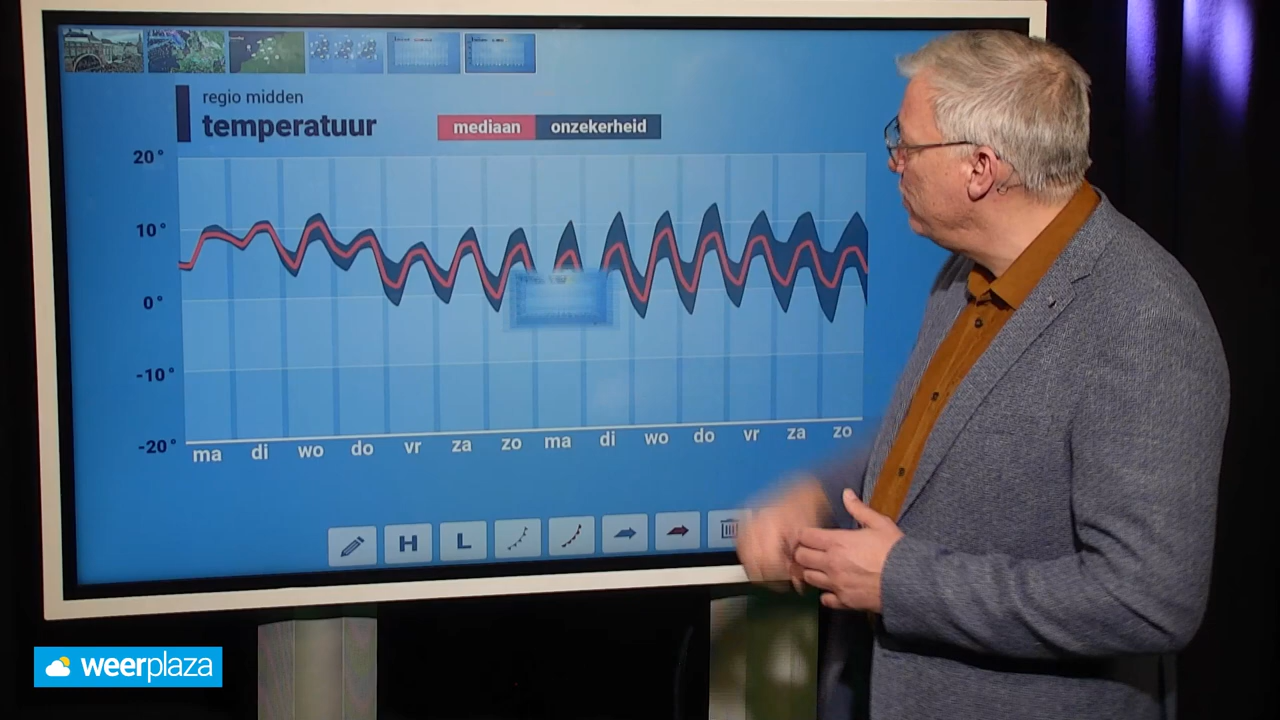 regio midden
temperatuur
mediaan onzekerheid
20°
10°
0°
-10°
-20°
ma di wo do vr za zo ma di wo do vr za zo
H L
weerplaza